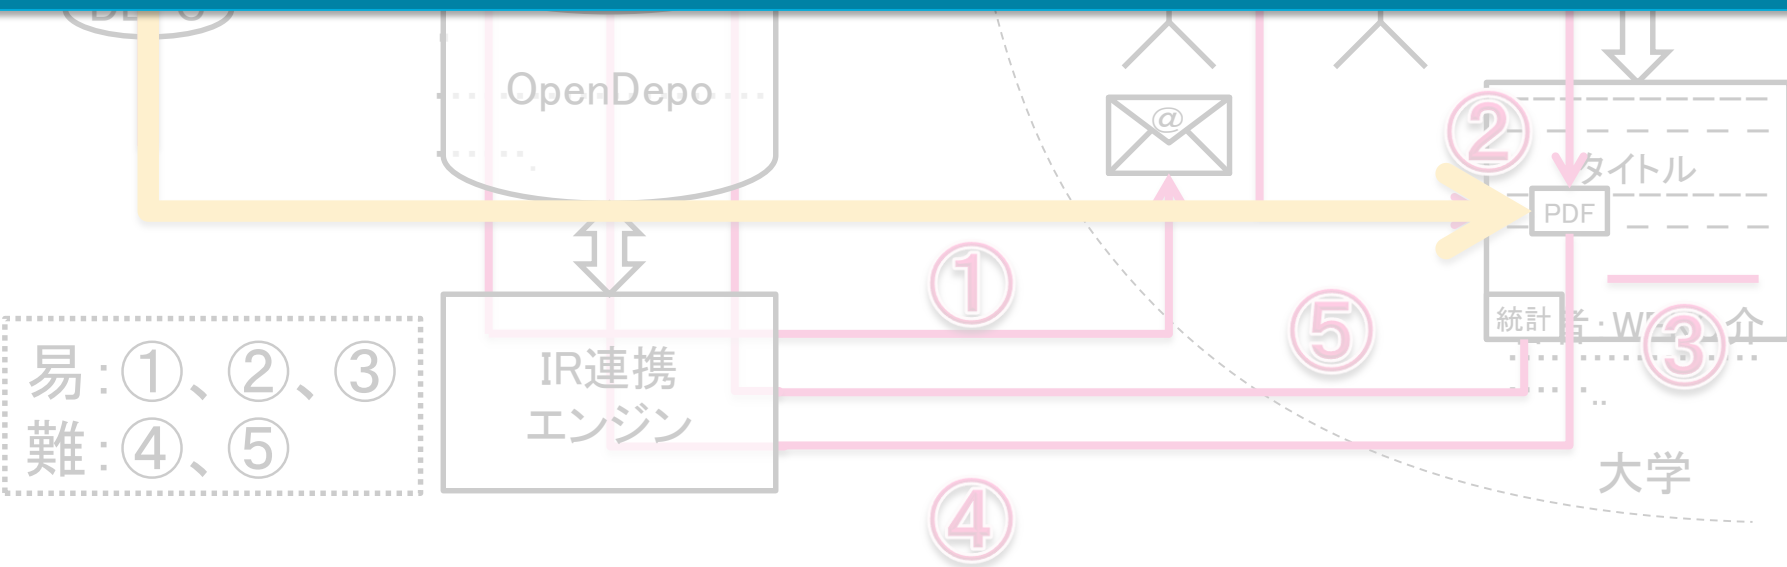 OpenDepo
@
②
タイトル
PDF
①
⑤
統計
介
③
易:①、②、③
難:④、⑤
IR連携
エンジン
大学
④